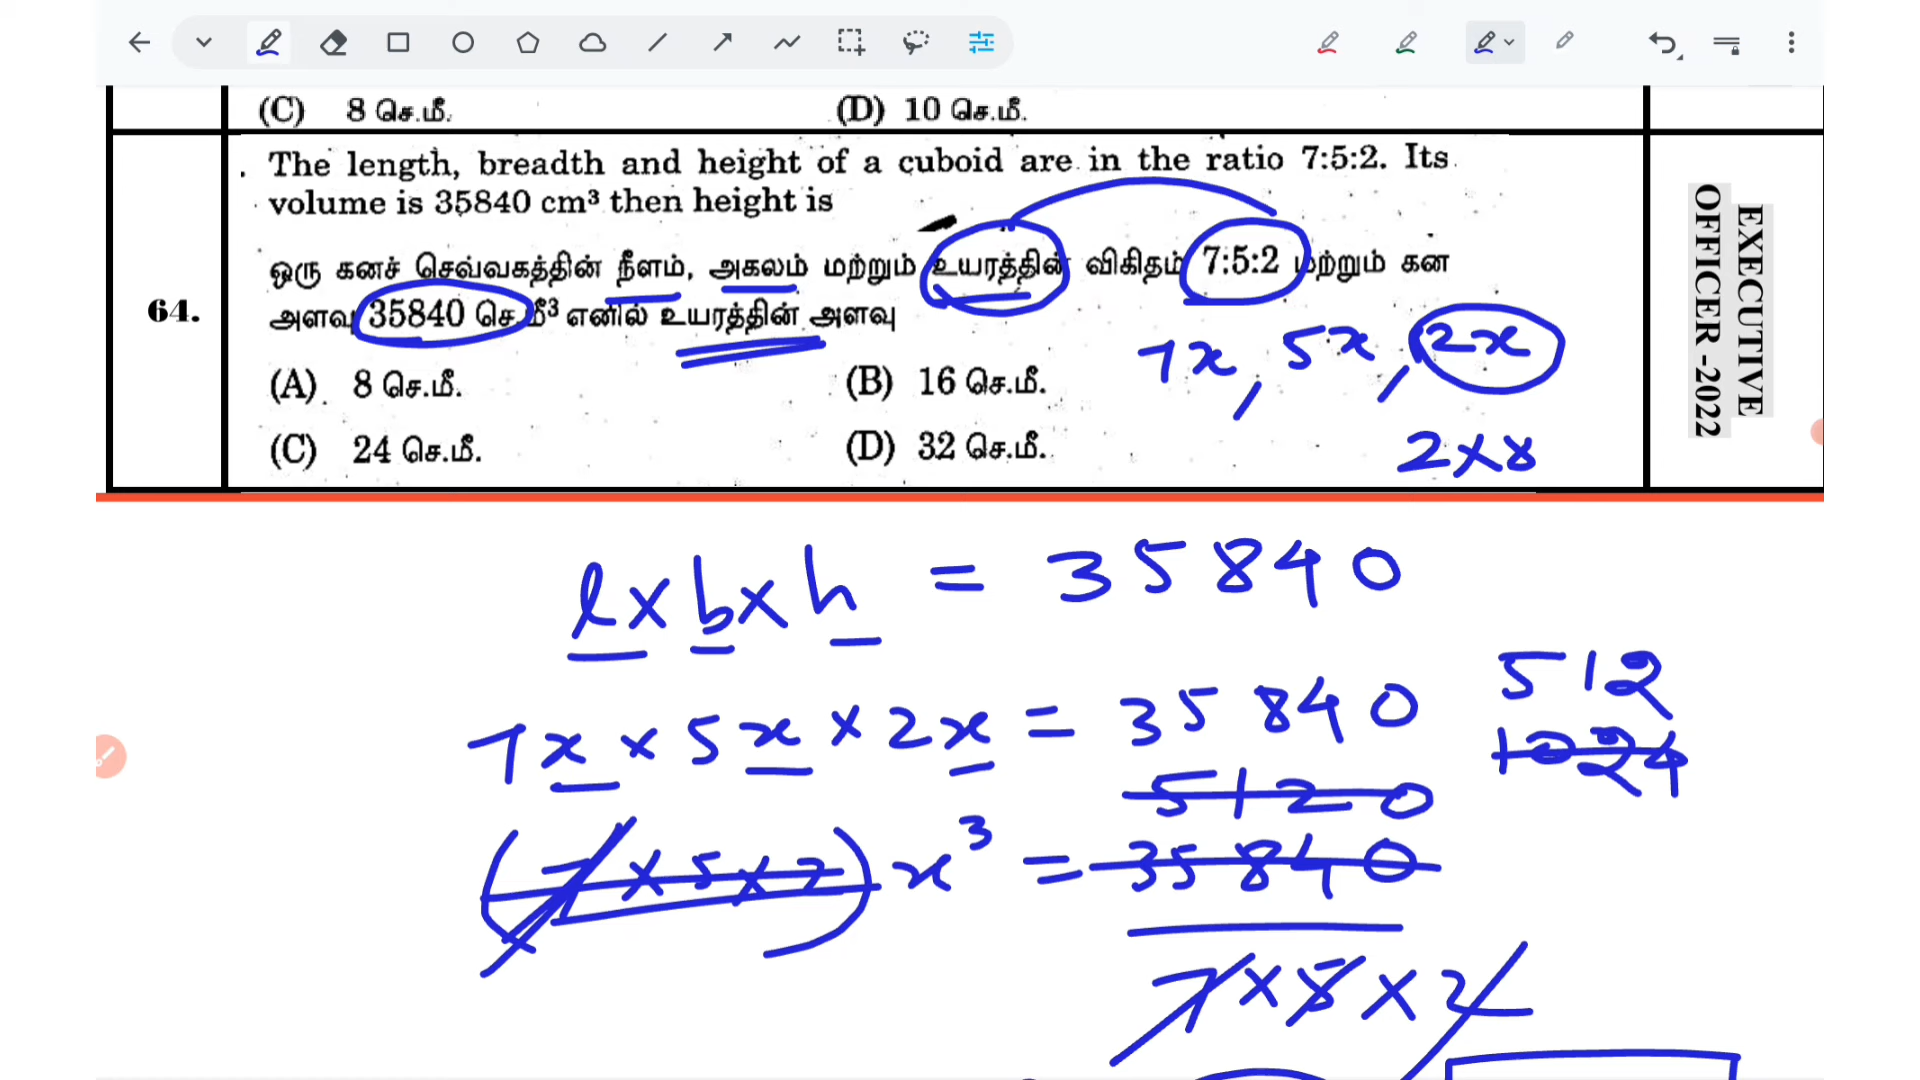 (C) 8 செ.மீ. (D) 10 செ.மீ.
64.
The length, breadth and height of a cuboid are in the ratio 7:5:2. Its
volume is 35840 cm³ then height is
ஒரு கனச் செவ்வகத்தின் நீளம், அகலம் மற்றும் உயரத்தின் விகிதம் 7:5:2 மற்றும் கன
அளவு 35840 செ.மீ³ எனில் உயரத்தின் அளவு
(A) 8 செ.மீ. (B) 16 செ.மீ.
(C) 24 செ.மீ. (D) 32 செ.மீ.
EXECUTIVE
OFFICER -2022
7x, 5x, 2x
2×8
l×b×h = 35840
7x × 5x × 2x = 35840
512
1024
5120
(7×5×2) x³ = 35840
7×5×2